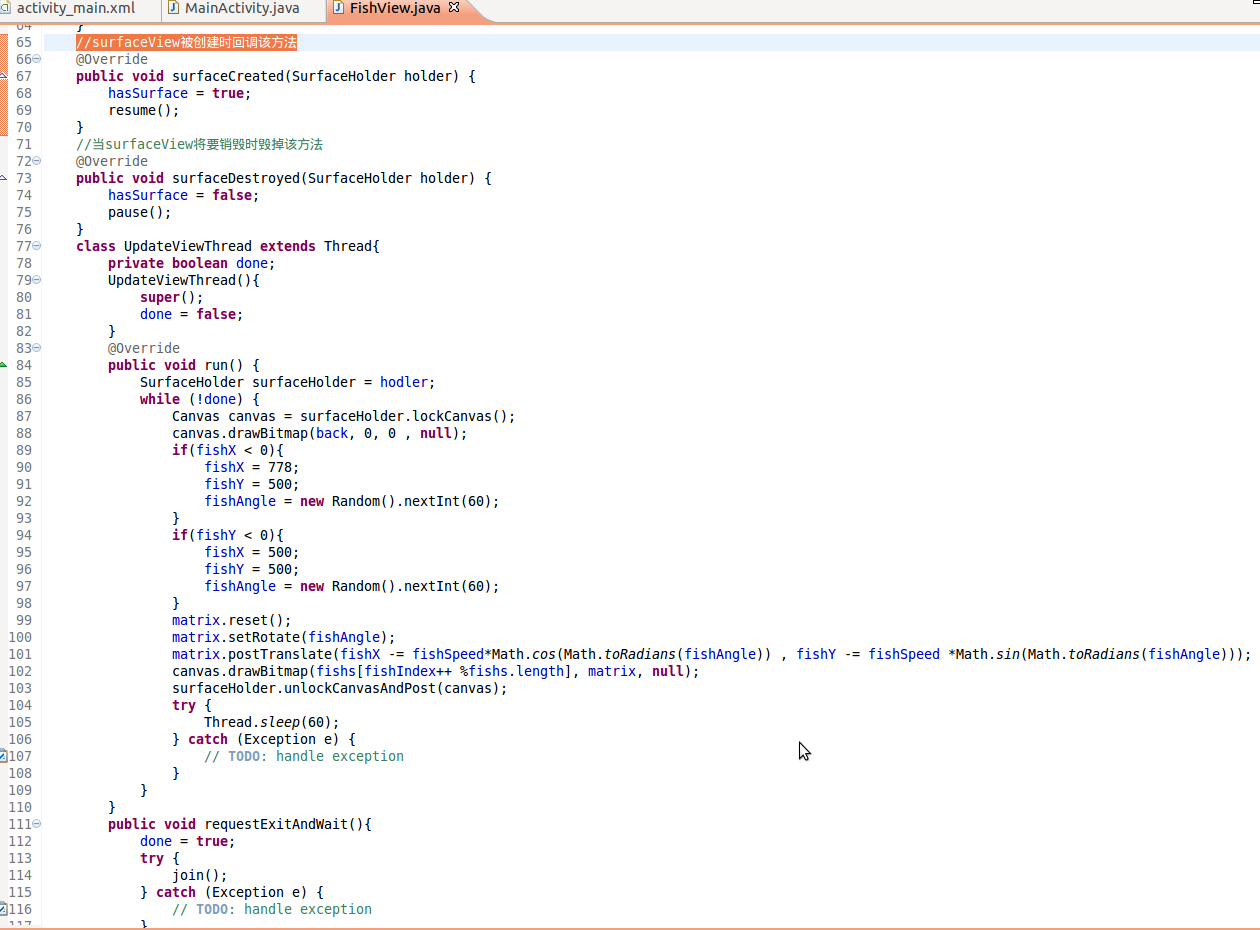 activity_main.xml MainActivity.java FishView.java
64 }
65 //surfaceView被创建时回调该方法
66 @Override
67 public void surfaceCreated(SurfaceHolder holder) {
68 hasSurface = true;
69 resume();
70 }
71 //当surfaceView将要销毁时毁掉该方法
72 @Override
73 public void surfaceDestroyed(SurfaceHolder holder) {
74 hasSurface = false;
75 pause();
76 }
77 class UpdateViewThread extends Thread{
78 private boolean done;
79 UpdateViewThread(){
80 super();
81 done = false;
82 }
83 @Override
84 public void run() {
85 SurfaceHolder surfaceHolder = hodler;
86 while (!done) {
87 Canvas canvas = surfaceHolder.lockCanvas();
88 canvas.drawBitmap(back, 0, 0 , null);
89 if(fishX < 0){
90 fishX = 778;
91 fishY = 500;
92 fishAngle = new Random().nextInt(60);
93 }
94 if(fishY < 0){
95 fishX = 500;
96 fishY = 500;
97 fishAngle = new Random().nextInt(60);
98 }
99 matrix.reset();
100 matrix.setRotate(fishAngle);
101 matrix.postTranslate(fishX -= fishSpeed*Math.cos(Math.toRadians(fishAngle)) , fishY -= fishSpeed *Math.sin(Math.toRadians(fishAngle)));
102 canvas.drawBitmap(fishs[fishIndex++ %fishs.length], matrix, null);
103 surfaceHolder.unlockCanvasAndPost(canvas);
104 try {
105 Thread.sleep(60);
106 } catch (Exception e) {
107 // TODO: handle exception
108 }
109 }
110 }
111 public void requestExitAndWait(){
112 done = true;
113 try {
114 join();
115 } catch (Exception e) {
116 // TODO: handle exception
117 }